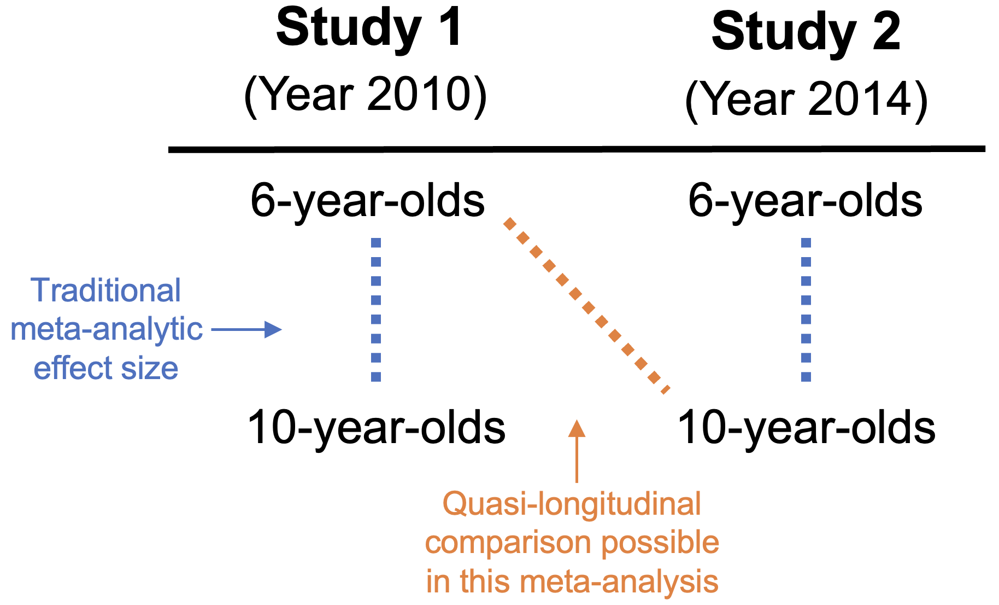 Study 1
(Year 2010)
Study 2
(Year 2014)
6-year-olds
6-year-olds
Traditional
meta-analytic
effect size
10-year-olds
10-year-olds
Quasi-longitudinal
comparison possible
in this meta-analysis